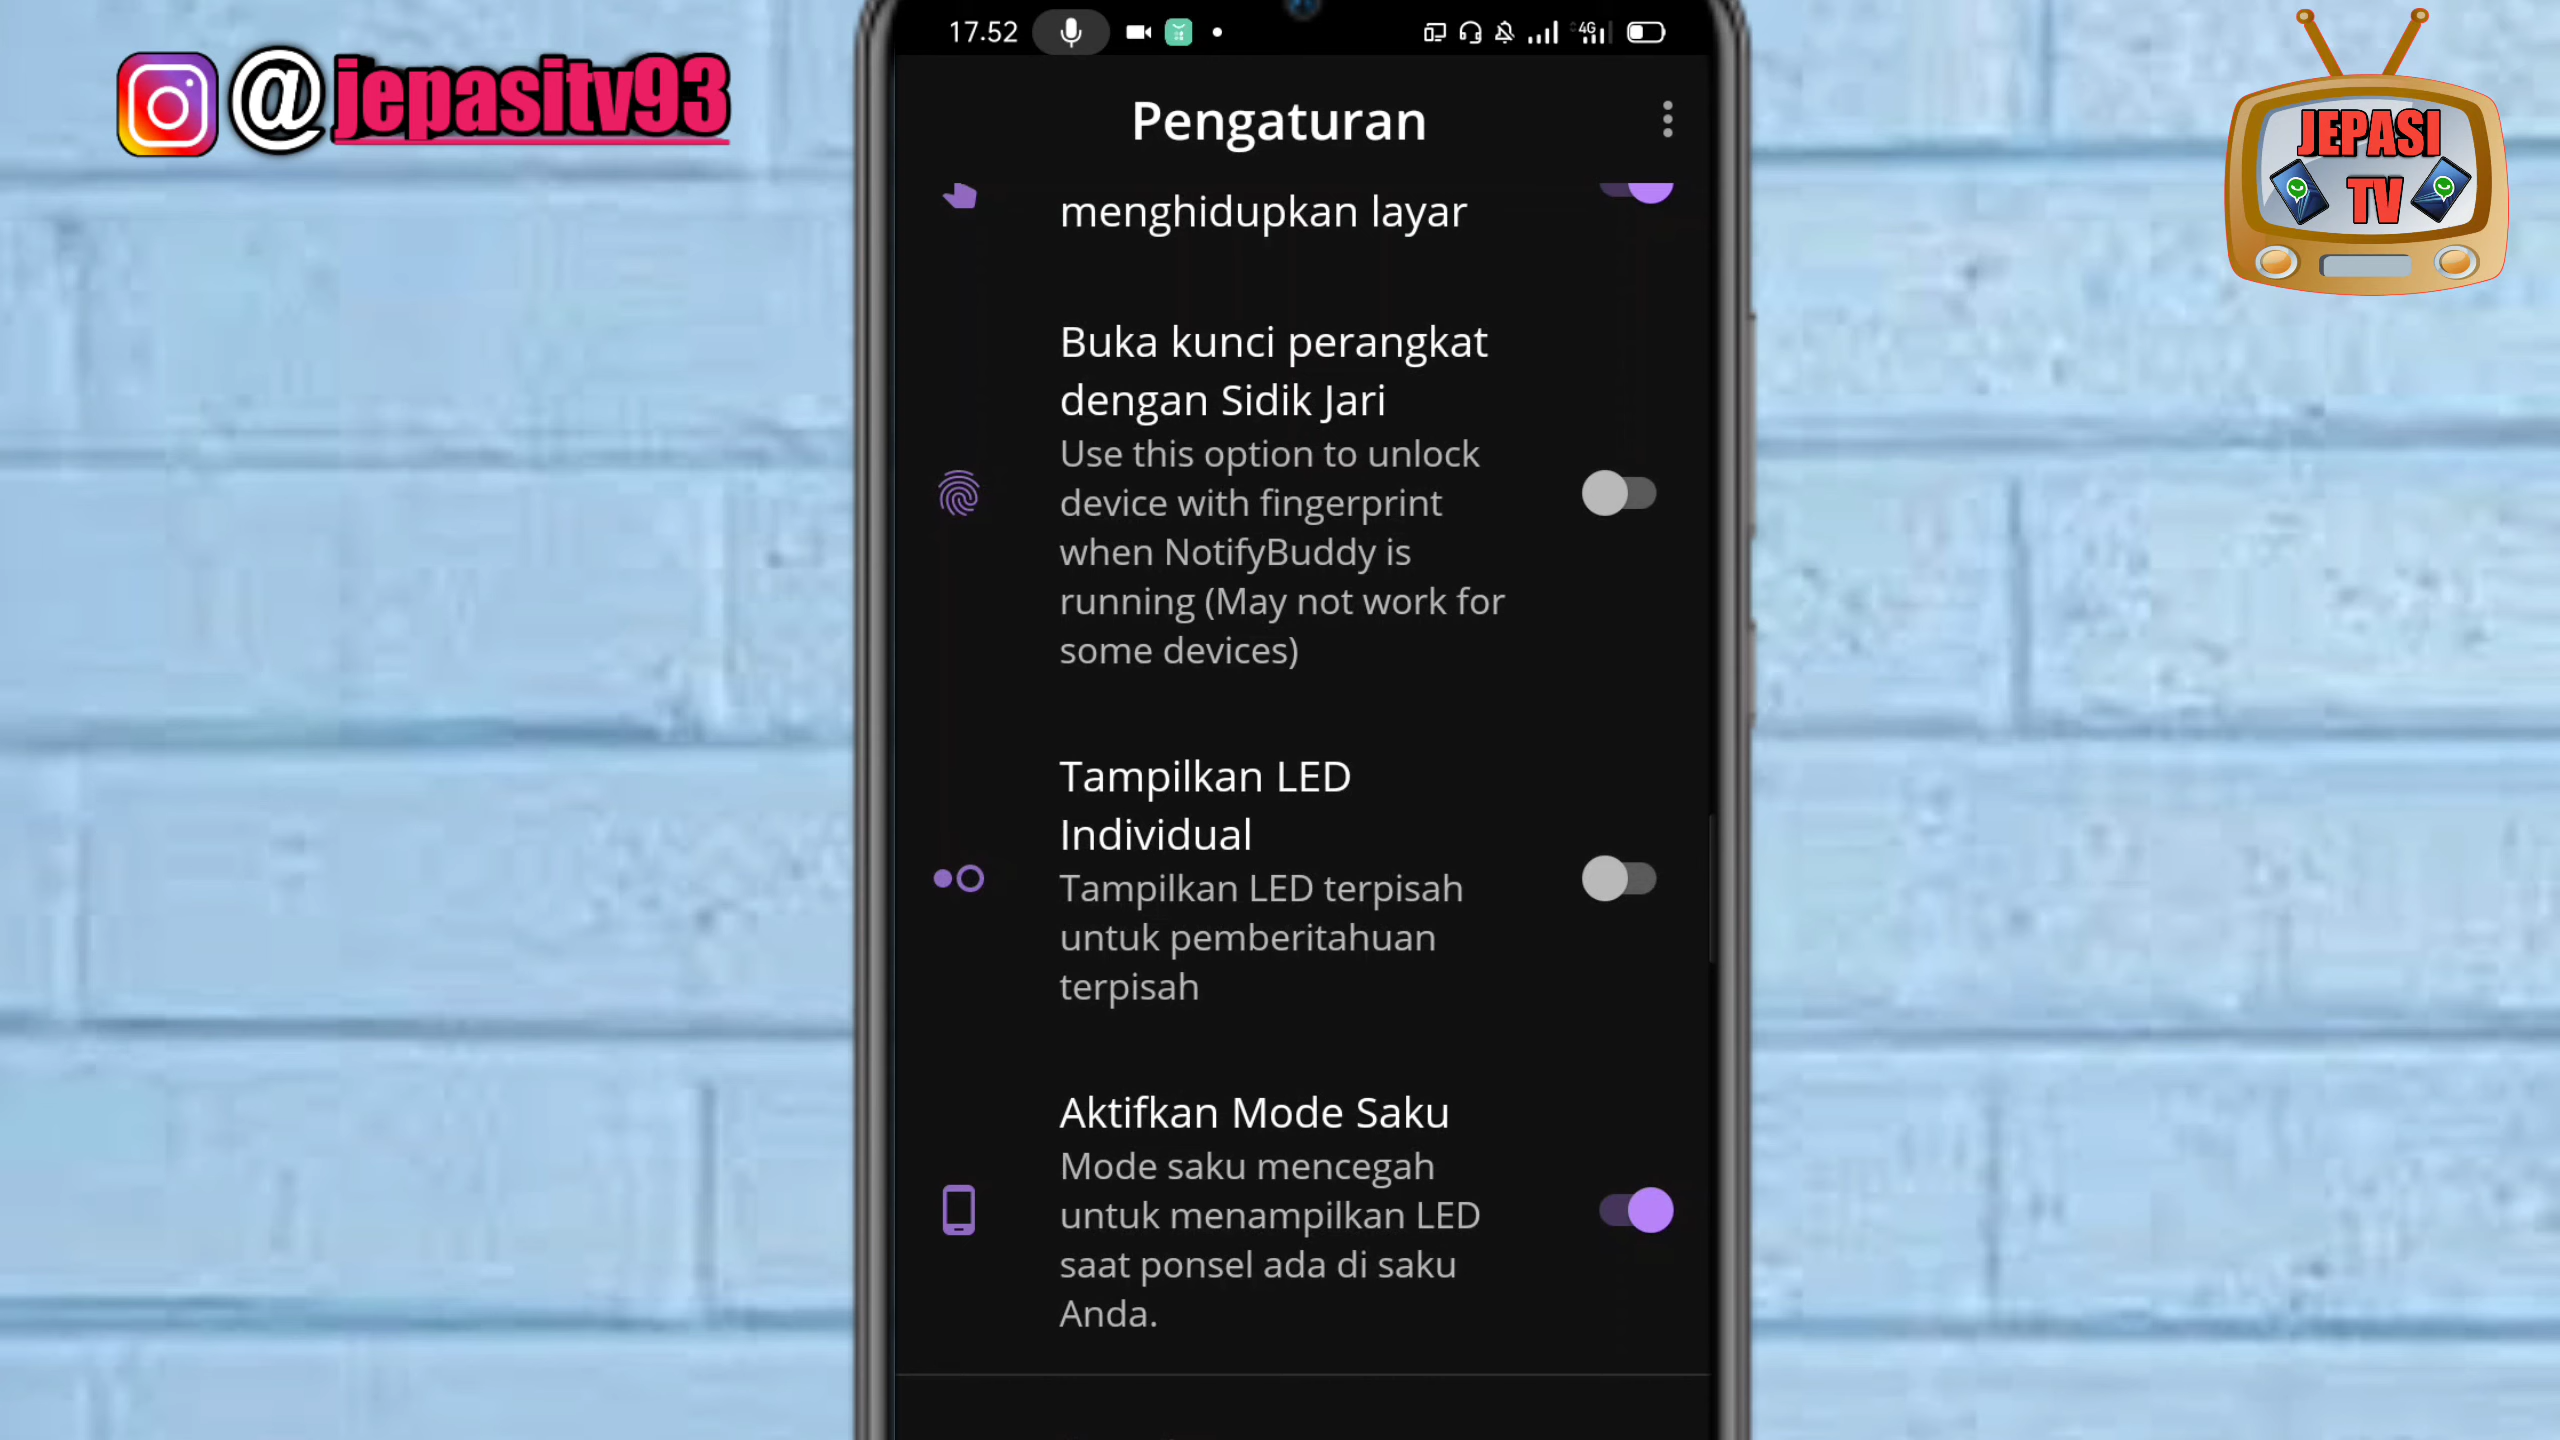 @jepasitv93
JEPASI
TV
17.52
4G
Pengaturan
menghidupkan layar
Buka kunci perangkat
dengan Sidik Jari
Use this option to unlock
device with fingerprint
when NotifyBuddy is
running (May not work for
some devices)
Tampilkan LED
Individual
Tampilkan LED terpisah
untuk pemberitahuan
terpisah
Aktifkan Mode Saku
Mode saku mencegah
untuk menampilkan LED
saat ponsel ada di saku
Anda.